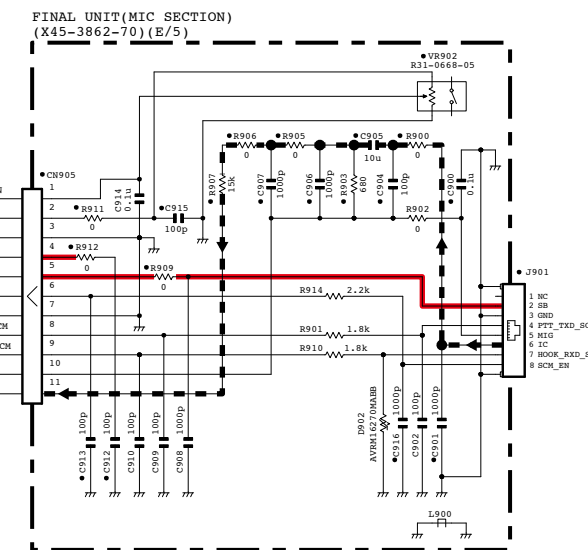 FINAL UNIT(MIC SECTION)
(X45-3862-70)(E/5)
VR902
R31-0668-05
R906
0
R905
0
C905
10u
R900
0
CN905
1
2
3
4
5
6
7
8
9
10
11
R911
0
C914
0.1u
C915
100p
R907
15k
C907
1000p
C906
1000p
R903
680
C904
100p
R902
0
C900
0.1u
R912
0
R909
0
R914 2.2k
R901 1.8k
R910 1.8k
J901
1 NC
2 SB
3 GND
4 PTT_TXD_SC
5 MIG
6 IC
7 HOOK_RXD_S
8 SCM_EN
CM
CM
C913
100p
C912
100p
C910
100p
C909
100p
C908
100p
D902
AVRM16270MABB
C916
1000p
C902
100p
C901
1000p
L900